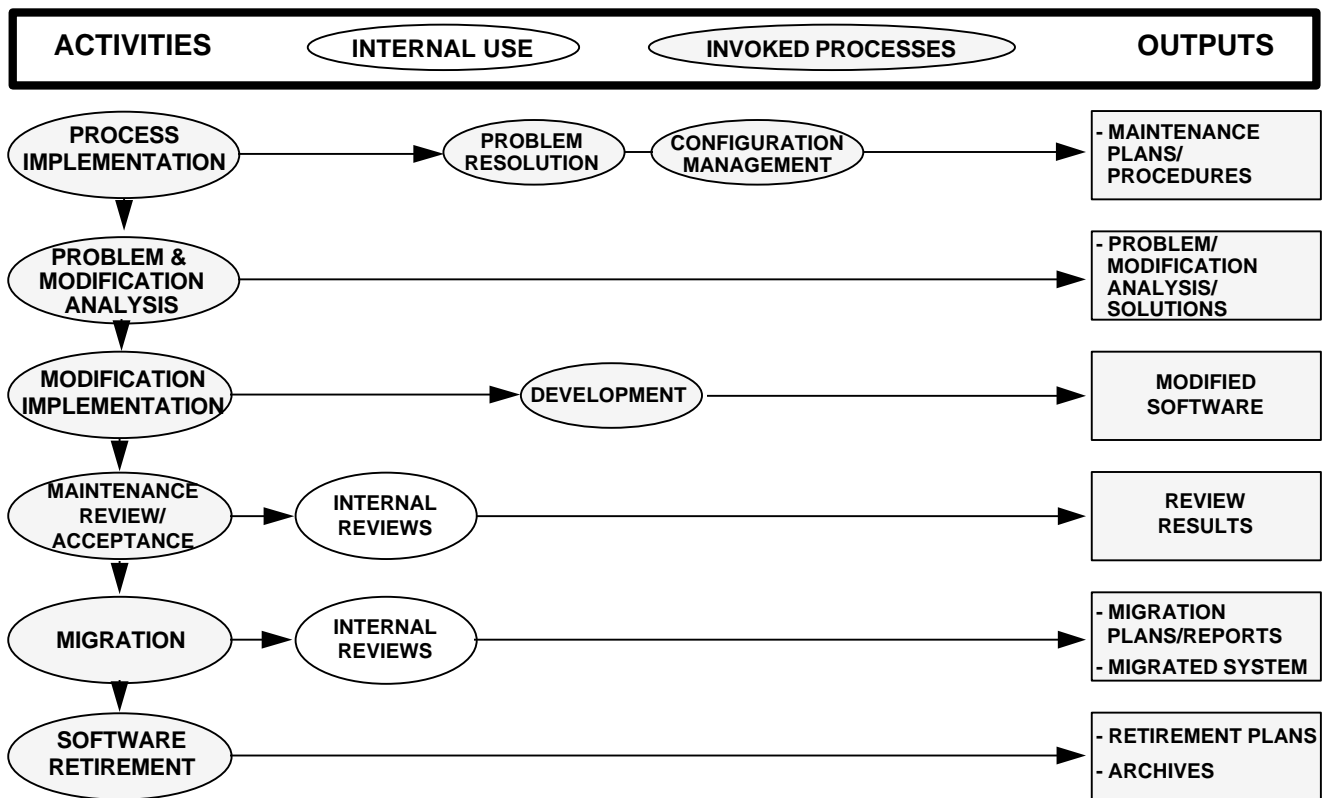 ACTIVITIES
INTERNAL USE
INVOKED PROCESSES
OUTPUTS
PROCESS
IMPLEMENTATION
PROBLEM
RESOLUTION
CONFIGURATION
MANAGEMENT
- MAINTENANCE
PLANS/
PROCEDURES
PROBLEM &
MODIFICATION
ANALYSIS
- PROBLEM/
MODIFICATION
ANALYSIS/
SOLUTIONS
MODIFICATION
IMPLEMENTATION
DEVELOPMENT
MODIFIED
SOFTWARE
MAINTENANCE
REVIEW/
ACCEPTANCE
INTERNAL
REVIEWS
REVIEW
RESULTS
MIGRATION
INTERNAL
REVIEWS
- MIGRATION
PLANS/REPORTS
- MIGRATED SYSTEM
SOFTWARE
RETIREMENT
- RETIREMENT PLANS
- ARCHIVES